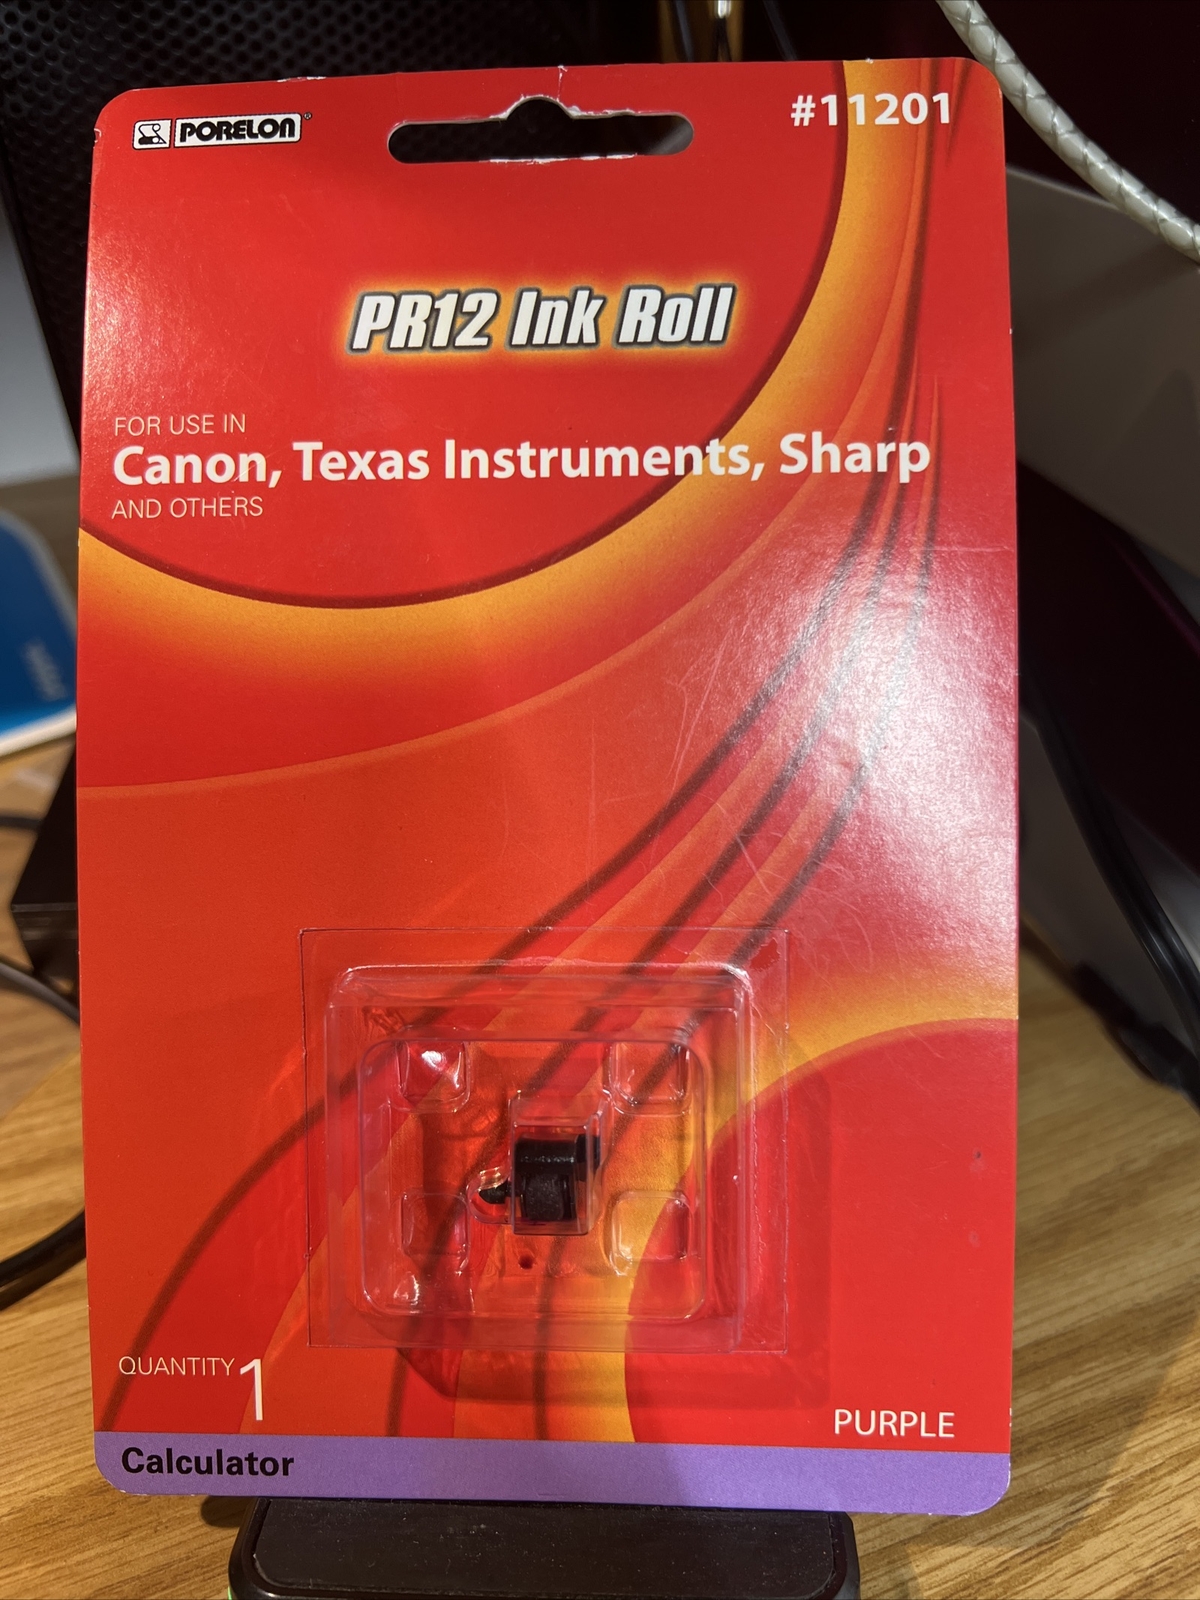 PORELON®
#11201
PR12 Ink Roll
FOR USE IN
Canon, Texas Instruments, Sharp
AND OTHERS
QUANTITY 1
PURPLE
Calculator